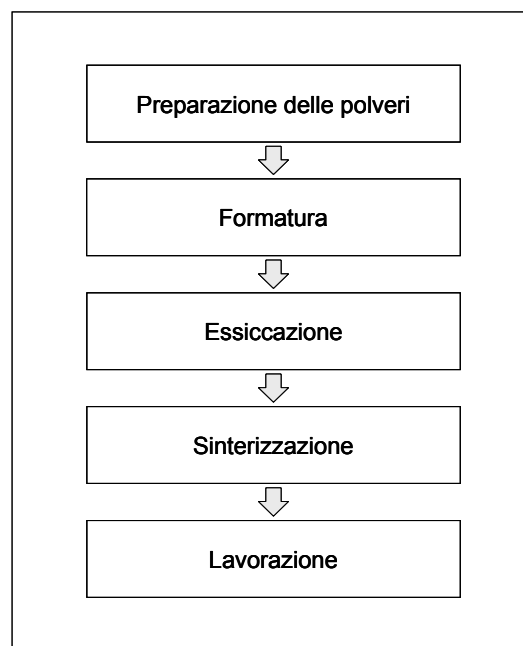 Preparazione delle polveri
Formatura
Essiccazione
Sinterizzazione
Lavorazione